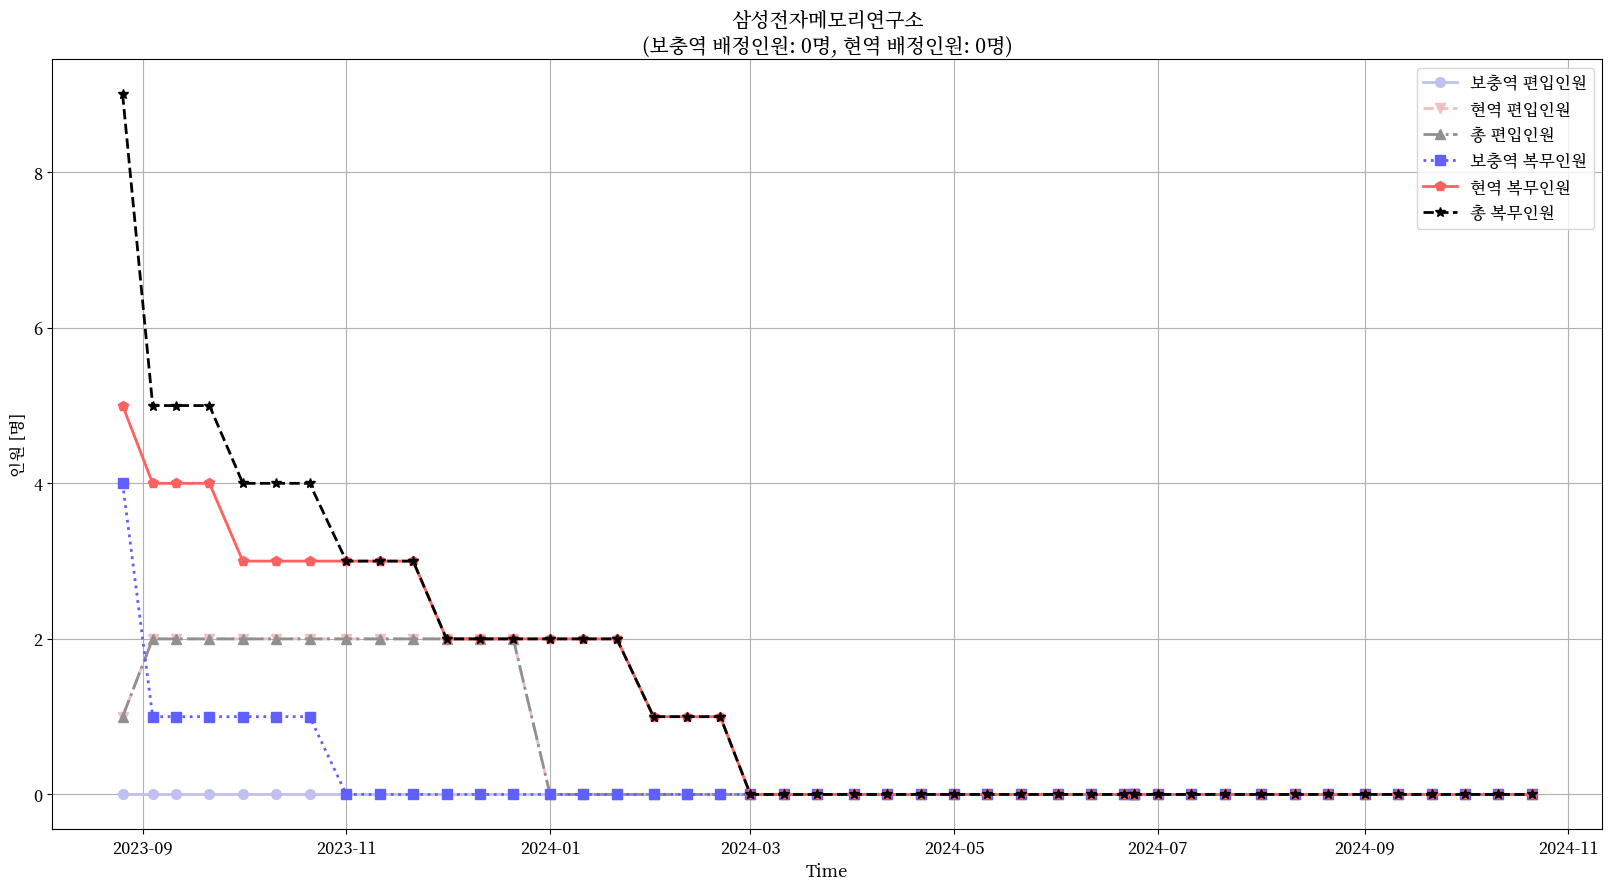 삼성전자메모리연구소
(보충역 배정인원: 0명, 현역 배정인원: 0명)
보충역 편입인원
현역 편입인원
총 편입인원
보충역 복무인원
현역 복무인원
총 복무인원
인원 [명]
8
6
4
2
0
2023-09 2023-11 2024-01 2024-03 2024-05 2024-07 2024-09 2024-11
Time